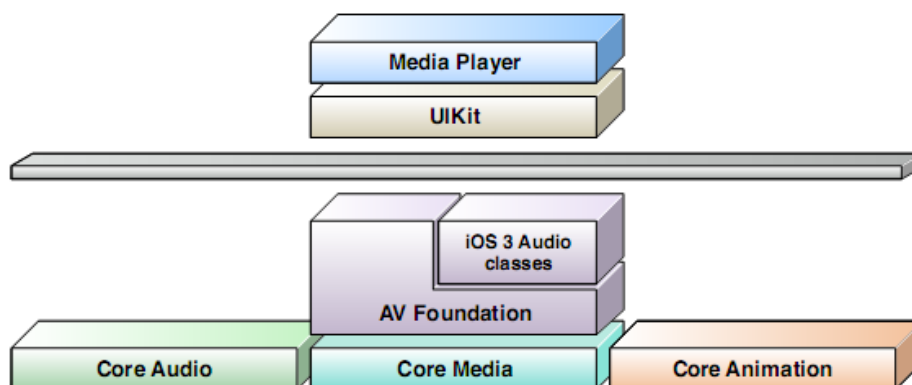 Media Player
UIKit
iOS 3 Audio
classes
AV Foundation
Core Audio
Core Media
Core Animation